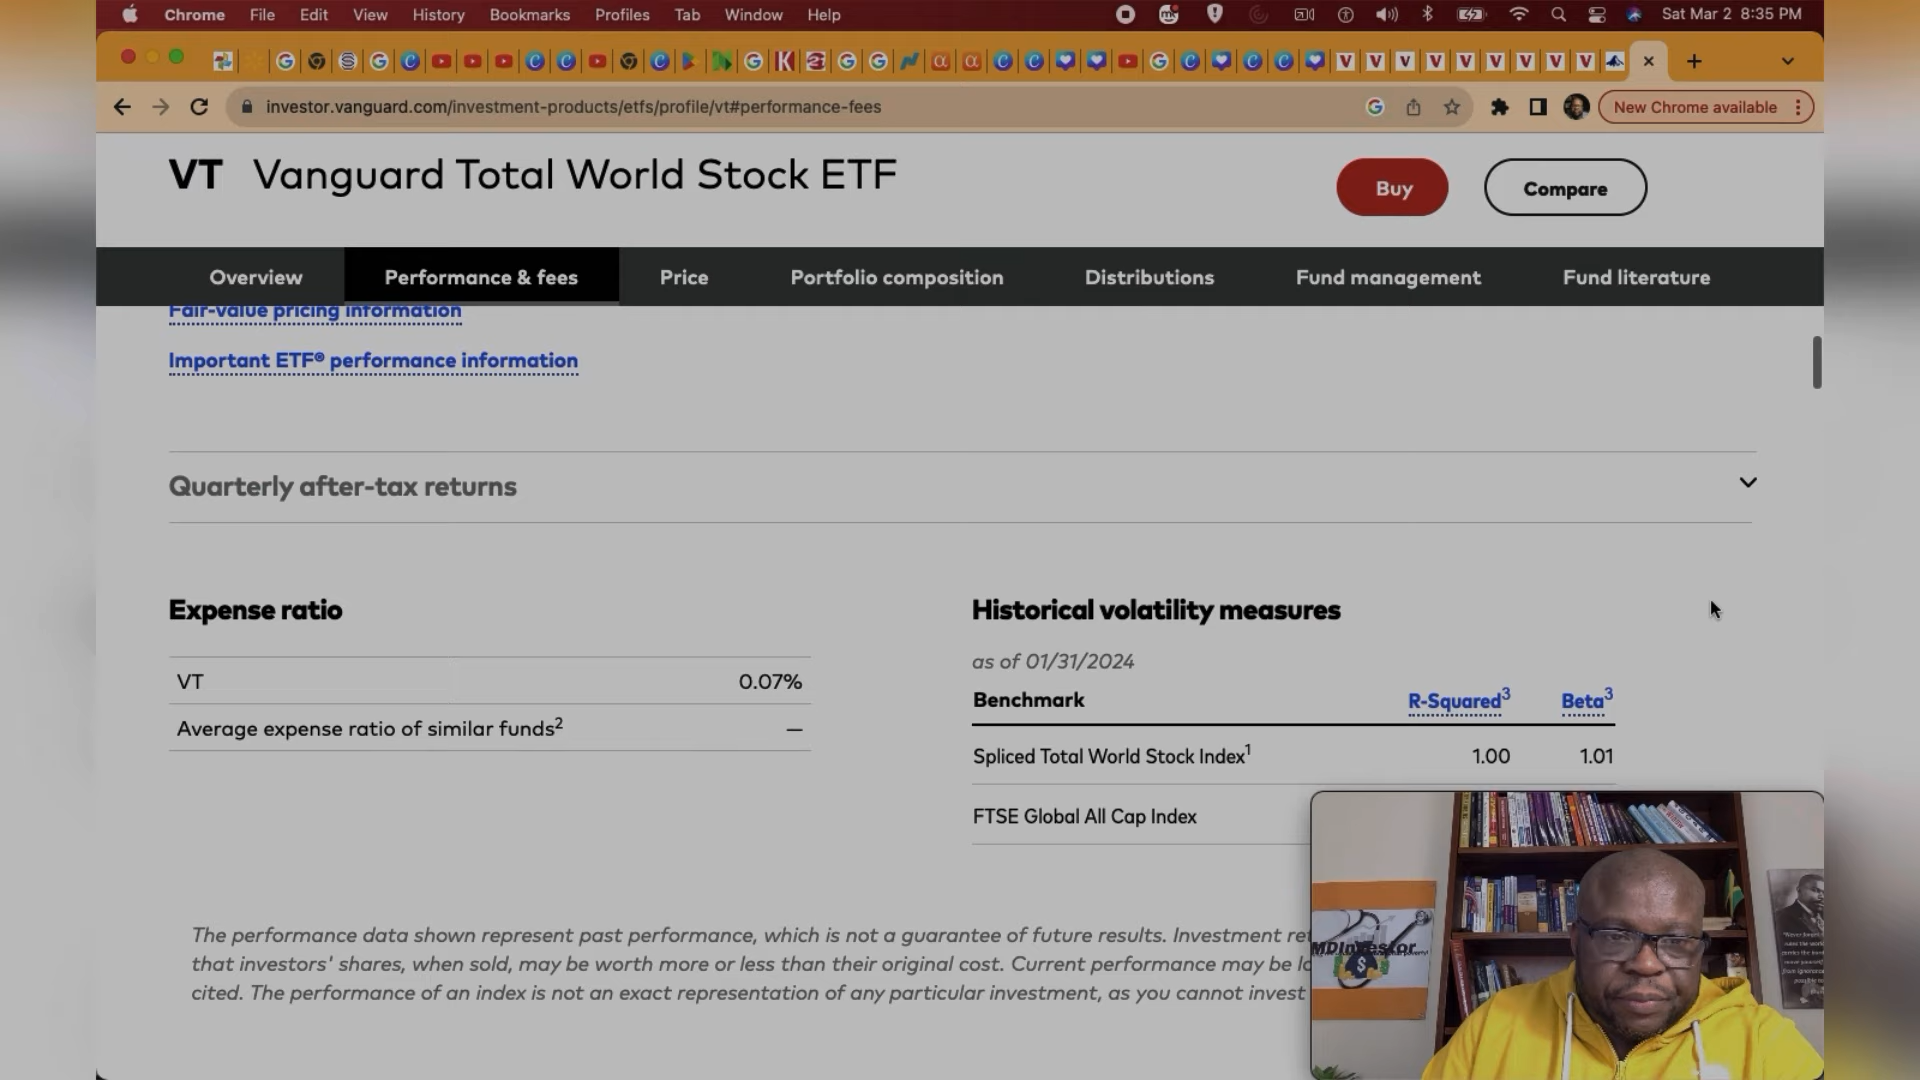 Chrome File Edit View History Bookmarks Profiles Tab Window Help Sat Mar 2 8:35 PM
investor.vanguard.com/investment-products/etfs/profile/vt#performance-fees New Chrome available
VT Vanguard Total World Stock ETF Buy Compare
Overview Performance & fees Price Portfolio composition Distributions Fund management Fund literature
Fair-value pricing information
Important ETF® performance information
Quarterly after-tax returns
Expense ratio
VT 0.07%
Average expense ratio of similar funds2 —
Historical volatility measures
as of 01/31/2024
Benchmark R-Squared3 Beta3
Spliced Total World Stock Index1 1.00 1.01
FTSE Global All Cap Index
The performance data shown represent past performance, which is not a guarantee of future results. Investment
that investors' shares, when sold, may be worth more or less than their original cost. Current performance may be
cited. The performance of an index is not an exact representation of any particular investment, as you cannot invest
MDInvestor